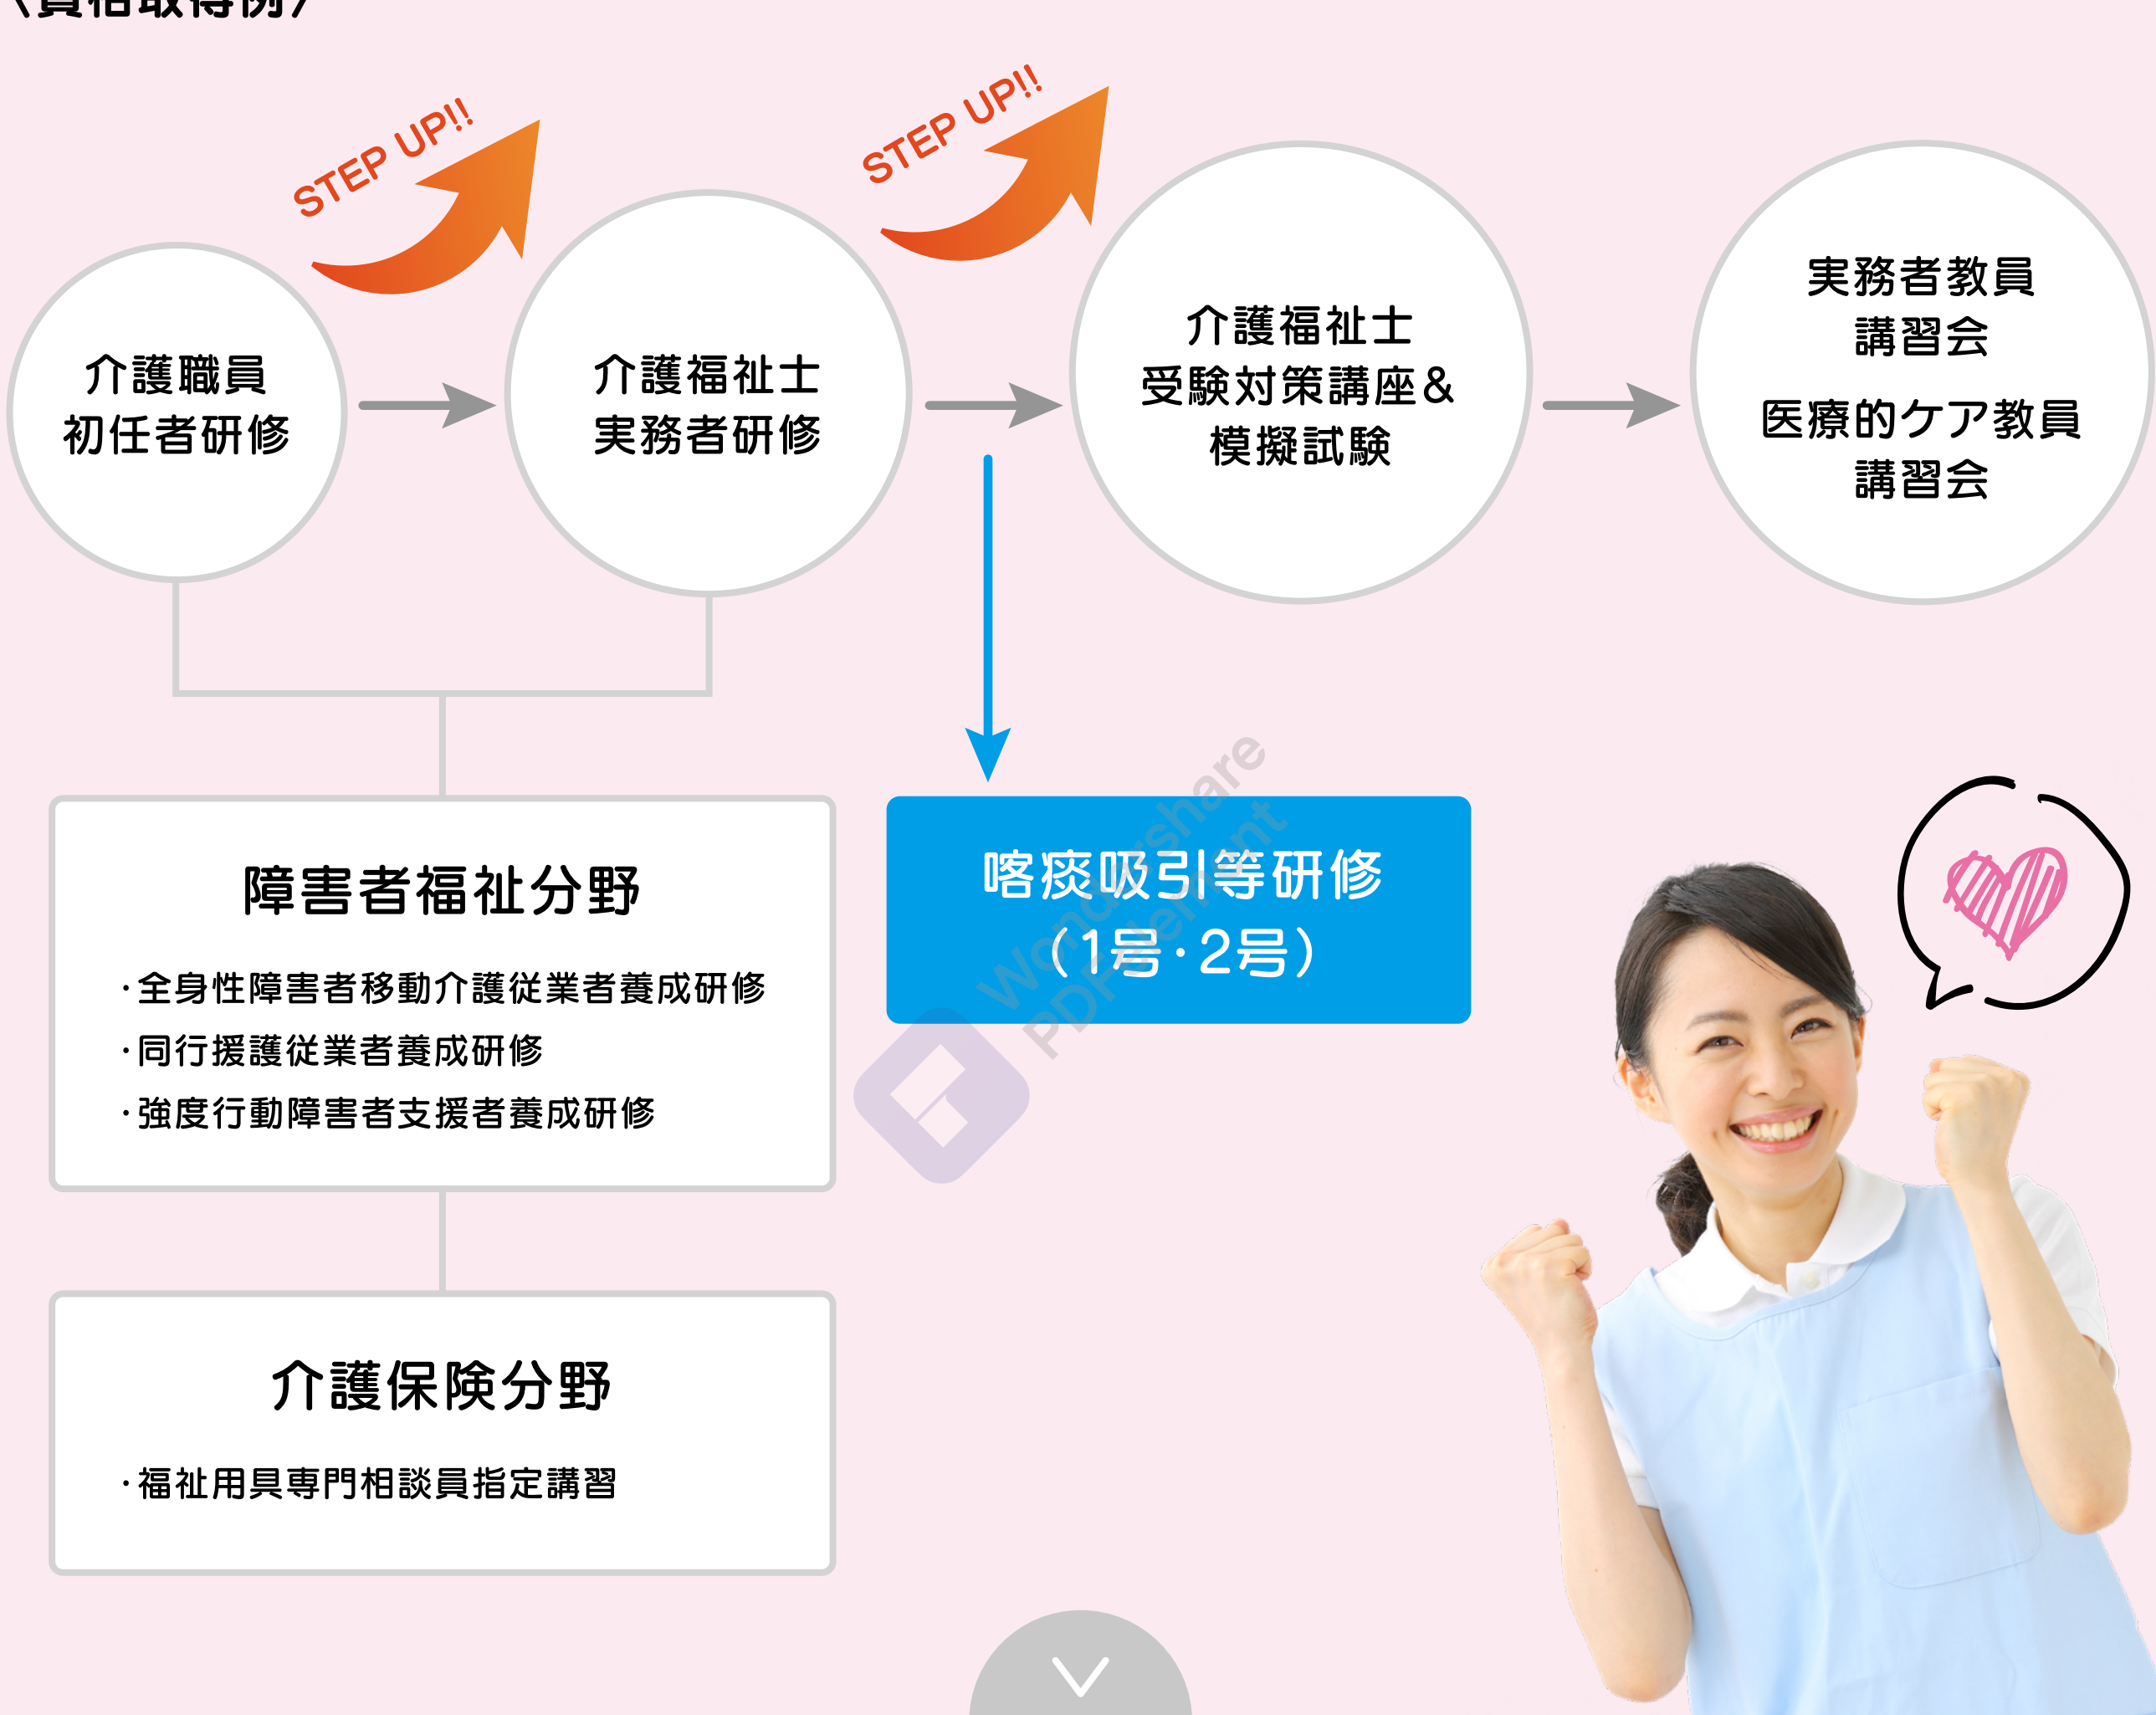 〈資格取得例〉
STEP UP!!
STEP UP!!
介護職員
初任者研修
介護福祉士
実務者研修
介護福祉士
受験対策講座&
模擬試験
実務者教員
講習会
医療的ケア教員
講習会
障害者福祉分野
・全身性障害者移動介護従業者養成研修
・同行援護従業者養成研修
・強度行動障害者支援者養成研修
喀痰吸引等研修
(1号・2号)
介護保険分野
・福祉用具専門相談員指定講習
Wondershare
PDFelement